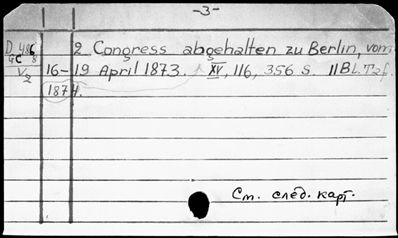 -3-
D 486 2 Congress abgehalten zu Berlin, vom
GC 8
V2 16-19 April 1873. XV, 116, 356 S. 11 Bl. Taf.
1874.
См. след. карт.